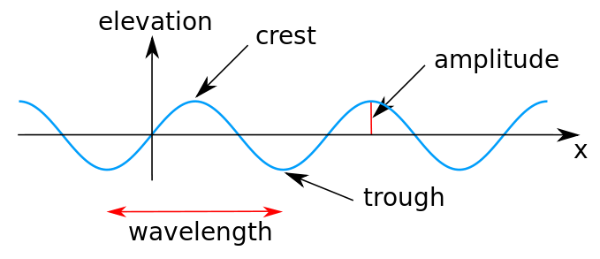 elevation
crest
amplitude
x
trough
wavelength